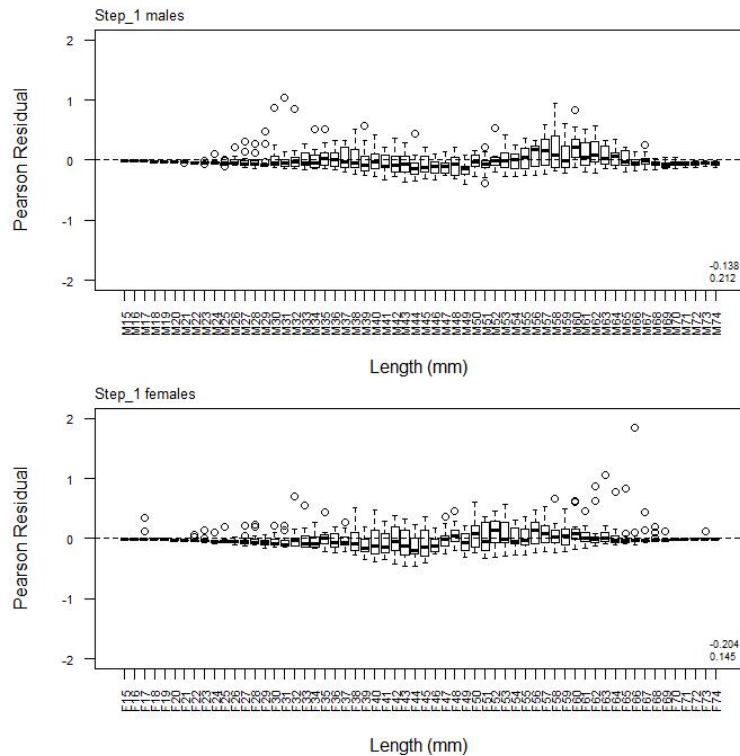 Step_1 males
2
1
0
-1
-2
Pearson Residual
-0.138
0.212
M15 M16 M17 M18 M19 M20 M21 M22 M23 M24 M25 M26 M27 M28 M29 M30 M31 M32 M33 M34 M35 M36 M37 M38 M39 M40 M41 M42 M43 M44 M45 M46 M47 M48 M49 M50 M51 M52 M53 M54 M55 M56 M57 M58 M59 M60 M61 M62 M63 M64 M65 M66 M67 M68 M69 M70 M71 M72 M73 M74
Length (mm)
Step_1 females
2
1
0
-1
-2
Pearson Residual
-0.204
0.145
F15 F16 F17 F18 F19 F20 F21 F22 F23 F24 F25 F26 F27 F28 F29 F30 F31 F32 F33 F34 F35 F36 F37 F38 F39 F40 F41 F42 F43 F44 F45 F46 F47 F48 F49 F50 F51 F52 F53 F54 F55 F56 F57 F58 F59 F60 F61 F62 F63 F64 F65 F66 F67 F68 F69 F70 F71 F72 F73 F74
Length (mm)